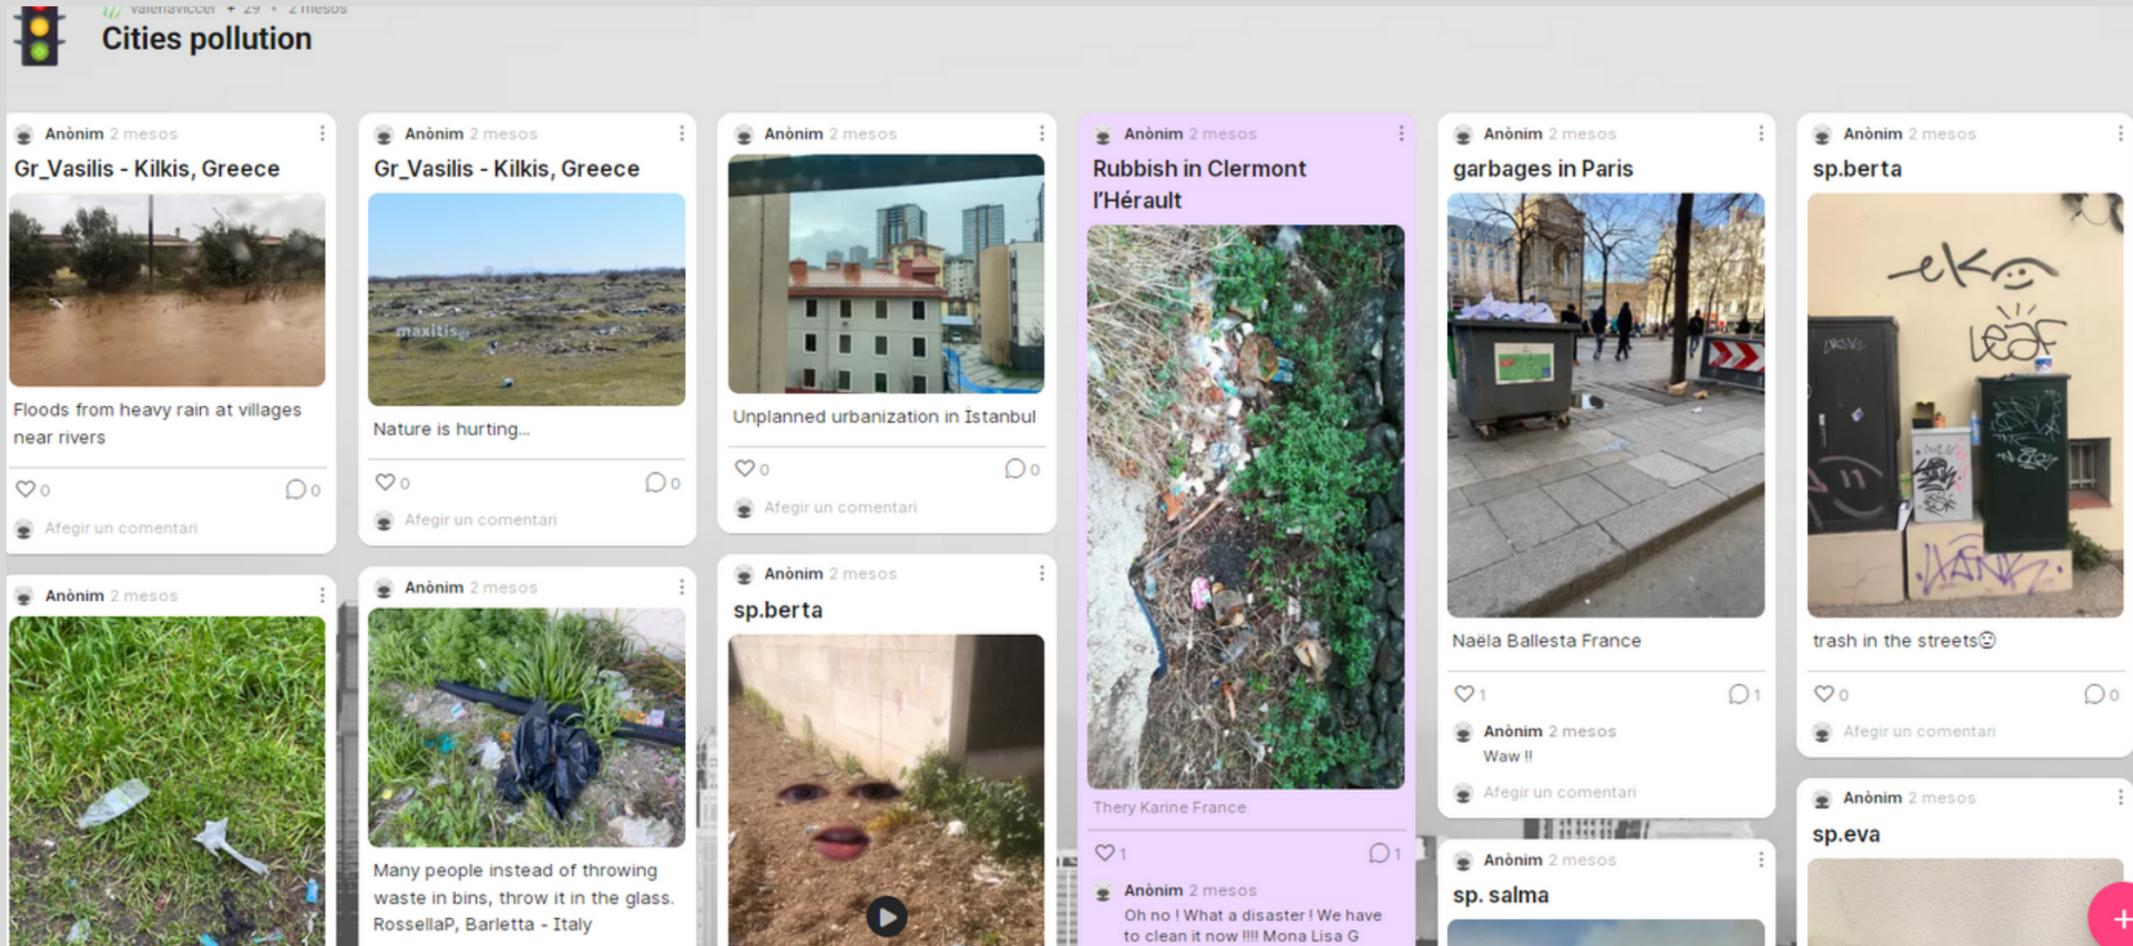 valeriaviccer + 29 • 2 mesos
Cities pollution
Anònim 2 mesos
Gr_Vasilis - Kilkis, Greece
Floods from heavy rain at villages
near rivers
0
0
Afegir un comentari
Anònim 2 mesos
Anònim 2 mesos
Gr_Vasilis - Kilkis, Greece
maxitis
Nature is hurting...
0
0
Afegir un comentari
Anònim 2 mesos
Many people instead of throwing
waste in bins, throw it in the glass.
RossellaP, Barletta - Italy
Anònim 2 mesos
Unplanned urbanization in İstanbul
0
0
Afegir un comentari
Anònim 2 mesos
sp.berta
Anònim 2 mesos
Rubbish in Clermont
l'Hérault
Thery Karine France
1
1
Anònim 2 mesos
Oh no ! What a disaster ! We have
to clean it now !!!! Mona Lisa G
Anònim 2 mesos
garbages in Paris
Naëla Ballesta France
1
1
Anònim 2 mesos
Waw !!
Afegir un comentari
Anònim 2 mesos
sp. salma
Anònim 2 mesos
sp.berta
eko
LEAF
trash in the streets
0
0
Afegir un comentari
Anònim 2 mesos
sp.eva